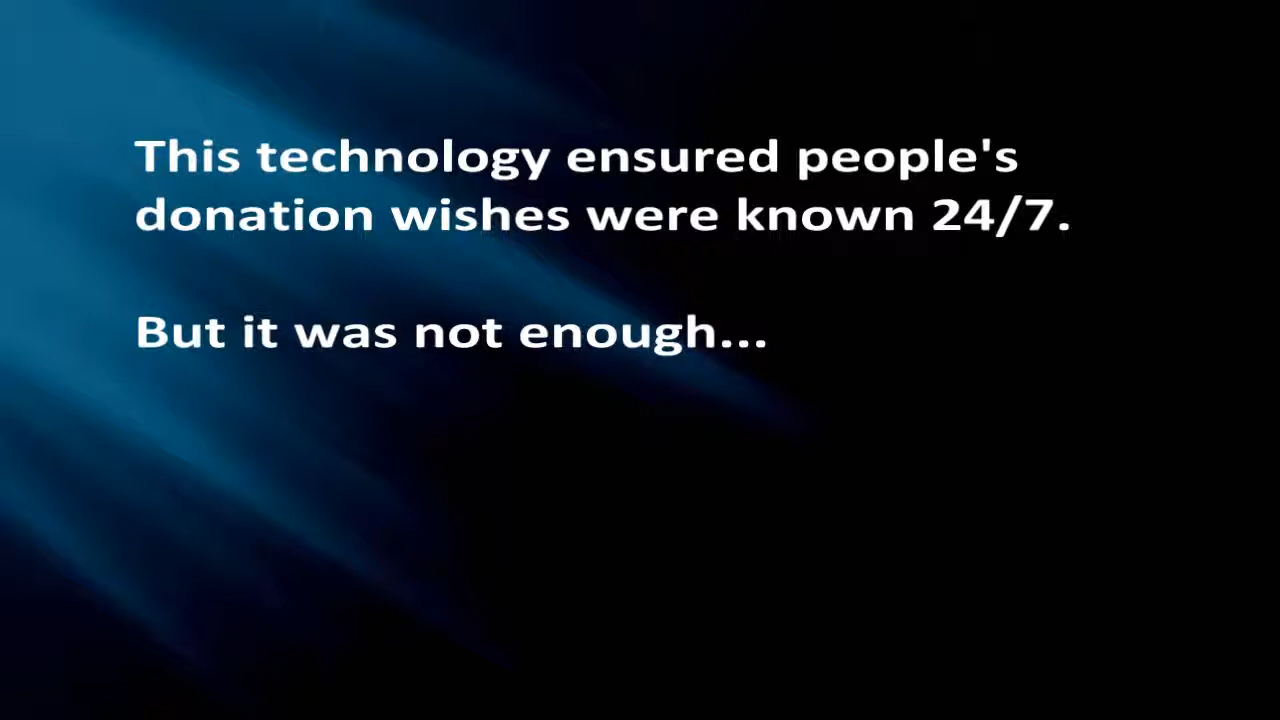 This technology ensured people's
donation wishes were known 24/7.
But it was not enough...